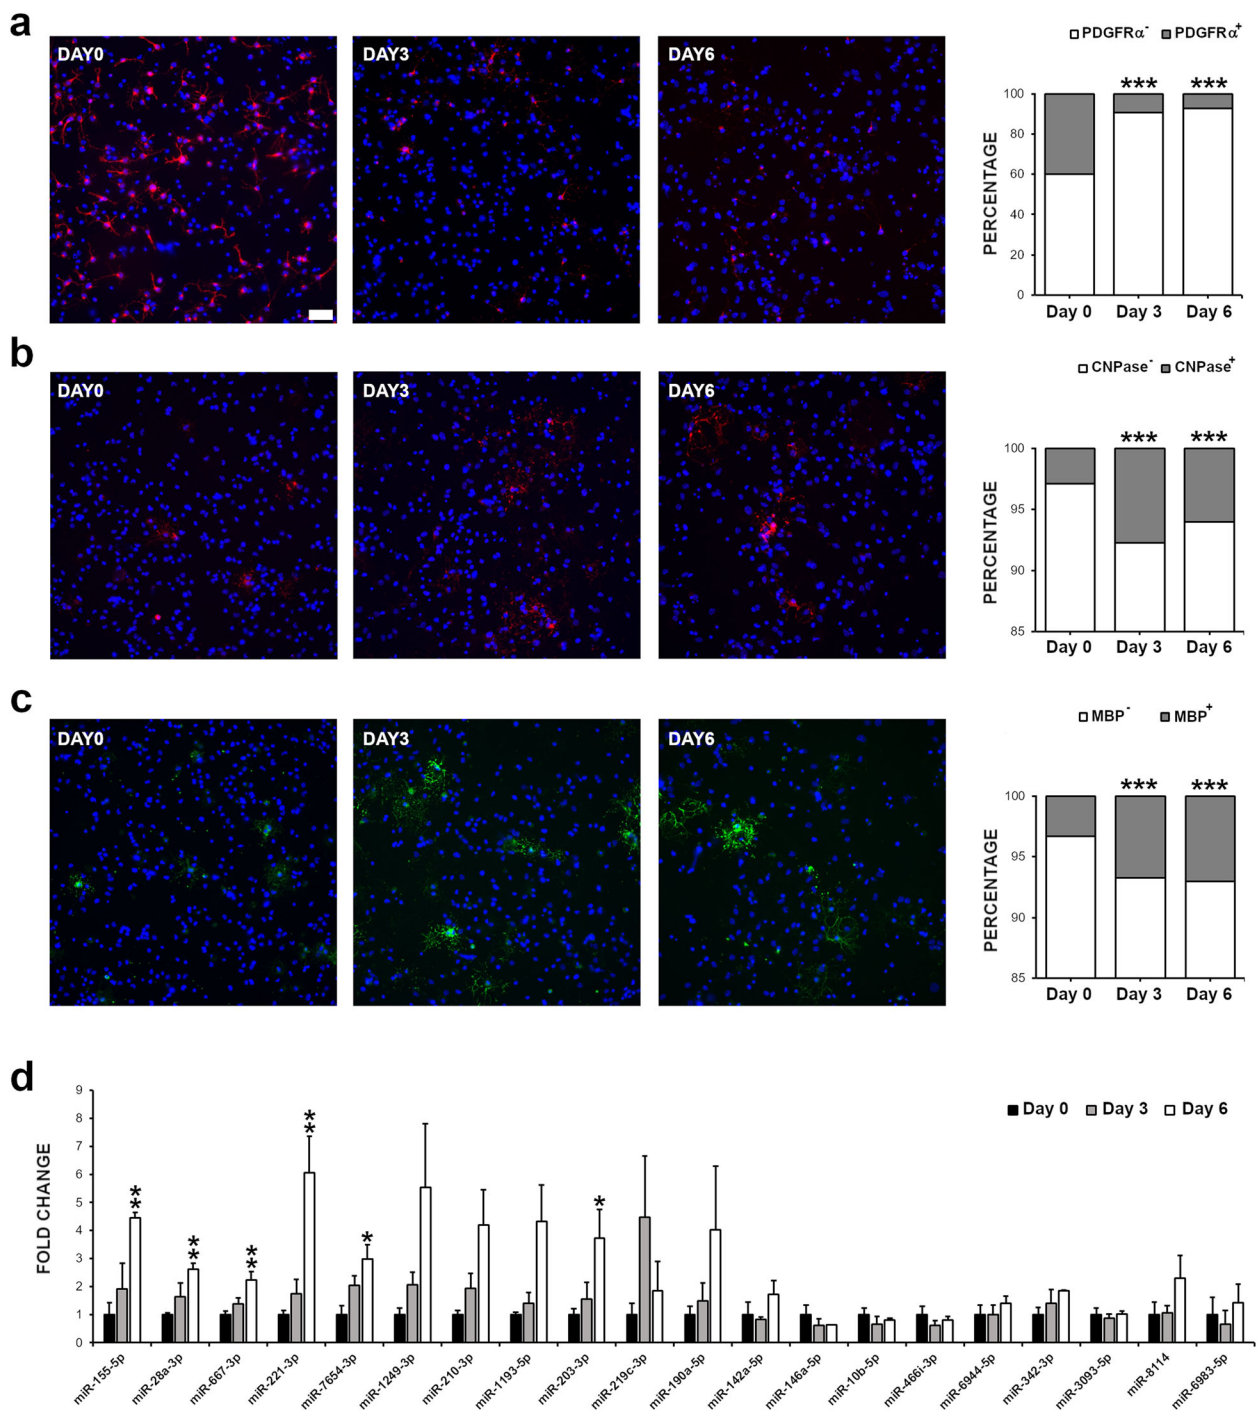 a
DAY0
DAY3
DAY6
PDGFRα- PDGFRα+
*** ***
100
80
60
40
20
0
PERCENTAGE
Day 0 Day 3 Day 6
b
DAY0
DAY3
DAY6
CNPase- CNPase+
*** ***
100
95
90
85
PERCENTAGE
Day 0 Day 3 Day 6
c
DAY0
DAY3
DAY6
MBP- MBP+
*** ***
100
95
90
85
PERCENTAGE
Day 0 Day 3 Day 6
d
9
8
7
6
5
4
3
2
1
0
FOLD CHANGE
Day 0 Day 3 Day 6
** ** ** ** * *
miR-155-5p
miR-28a-3p
miR-667-3p
miR-221-3p
miR-7654-3p
miR-1249-3p
miR-210-3p
miR-1193-5p
miR-203-3p
miR-219c-3p
miR-190a-5p
miR-142a-5p
miR-146a-5p
miR-10b-5p
miR-466i-3p
miR-6944-5p
miR-342-3p
miR-3093-5p
miR-8114
miR-6983-5p